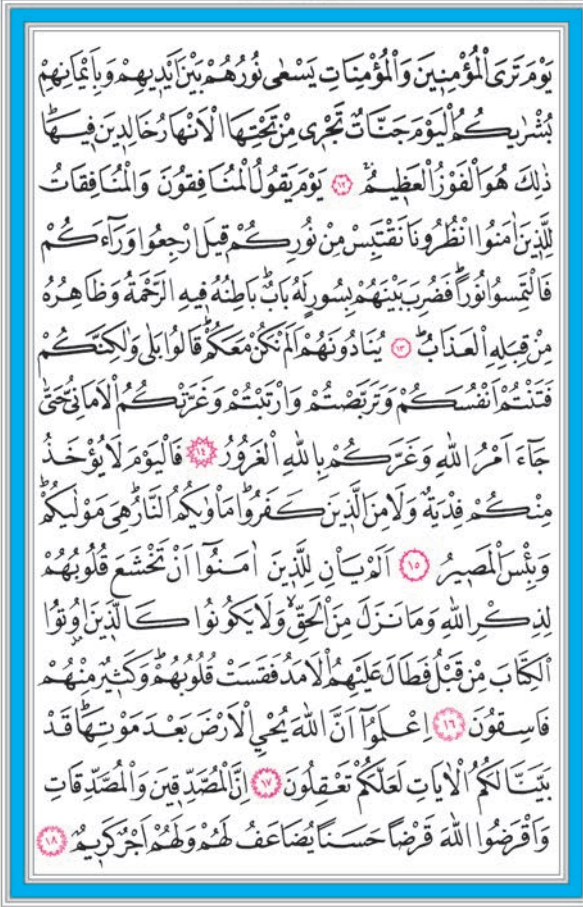 يَوْمَ تَرَى الْمُؤْمِنِينَ وَالْمُؤْمِنَاتِ يَسْعٰى نُورُهُمْ بَيْنَ اَيْدِيهِمْ وَبِاَيْمَانِهِمْ
بُشْرٰيكُمُ الْيَوْمَ جَنَّاتٌ تَجْرِى مِنْ تَحْتِهَا الْاَنْهَارُ خَالِدِينَ فِيهَاۜ
ذٰلِكَ هُوَ الْفَوْزُ الْعَظِيمُۚ ﴿١٢﴾ يَوْمَ يَقُولُ الْمُنَافِقُونَ وَالْمُنَافِقَاتُ
لِلَّذِينَ اٰمَنُوا انْظُرُونَا نَقْتَبِسْ مِنْ نُورِكُمْ قِيلَ ارْجِعُوا وَرَٓاءَكُمْ
فَالْتَمِسُوا نُوراًۜ فَضُرِبَ بَيْنَهُمْ بِسُورٍ لَهُ بَابٌۜ بَاطِنُهُ فِيهِ الرَّحْمَةُ وَظَاهِرُهُ
مِنْ قِبَلِهِ الْعَذَابُۜ ﴿١٣﴾ يُنَادُونَهُمْ اَلَمْ نَكُنْ مَعَكُمْۜ قَالُوا بَلٰى وَلٰكِنَّكُمْ
فَتَنْتُمْ اَنْفُسَكُمْ وَتَرَبَّصْتُمْ وَارْتَبْتُمْ وَغَرَّتْكُمُ الْاَمَانِيُّ حَتّٰى
جَٓاءَ اَمْرُ اللّٰهِ وَغَرَّكُمْ بِاللّٰهِ الْغَرُورُ ﴿١٤﴾ فَالْيَوْمَ لَا يُؤْخَذُ
مِنْكُمْ فِدْيَةٌ وَلَا مِنَ الَّذِينَ كَفَرُواۜ مَأْوٰيكُمُ النَّارُۜ هِيَ مَوْلٰيكُمْۜ
وَبِئْسَ الْمَصِيرُ ﴿١٥﴾ اَلَمْ يَأْنِ لِلَّذِينَ اٰمَنُٓوا اَنْ تَخْشَعَ قُلُوبُهُمْ
لِذِكْرِ اللّٰهِ وَمَا نَزَلَ مِنَ الْحَقِّۙ وَلَا يَكُونُوا كَالَّذِينَ اُو۫تُوا
الْكِتَابَ مِنْ قَبْلُ فَطَالَ عَلَيْهِمُ الْاَمَدُ فَقَسَتْ قُلُوبُهُمْۜ وَكَثِيرٌ مِنْهُمْ
فَاسِقُونَ ﴿١٦﴾ اِعْلَمُٓوا اَنَّ اللّٰهَ يُحْيِ الْاَرْضَ بَعْدَ مَوْتِهَاۜ قَدْ
بَيَّنَّا لَكُمُ الْاٰيَاتِ لَعَلَّكُمْ تَعْقِلُونَ ﴿١٧﴾ اِنَّ الْمُصَّدِّقِينَ وَالْمُصَّدِّقَاتِ
وَاَقْرَضُوا اللّٰهَ قَرْضاً حَسَناً يُضَاعَفُ لَهُمْ وَلَهُمْ اَجْرٌ كَرِيمٌ ﴿١٨﴾